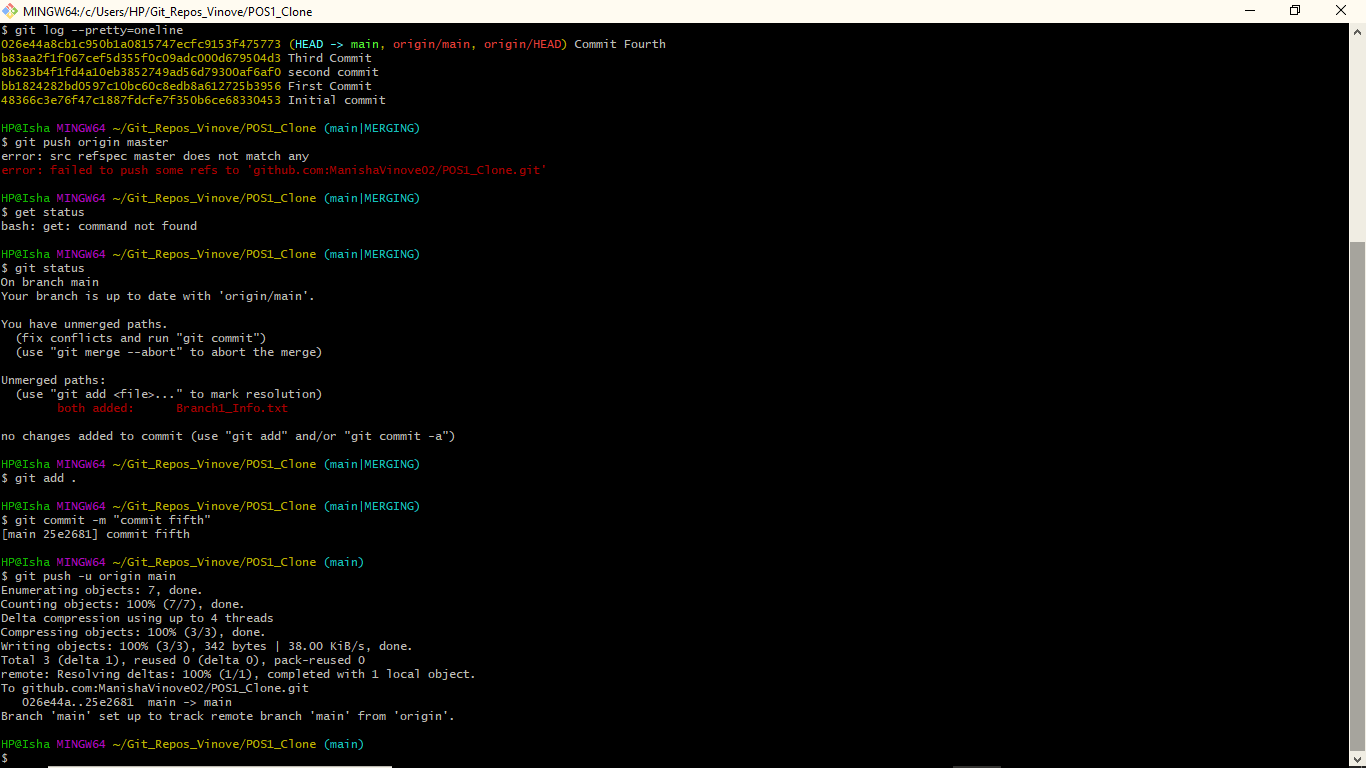 MINGW64:/c/Users/HP/Git_Repos_Vinove/POS1_Clone
$ git log --pretty=oneline
026e44a8cb1c950b1a0815747ecfc9153f475773 (HEAD -> main, origin/main, origin/HEAD) Commit Fourth
b83aa2f1f067cef5d355f0c09adc000d679504d3 Third Commit
8b623b4f1fd4a10eb3852749ad56d79300af6af0 second commit
bb1824282bd0597c10bc60c8edb8a612725b3956 First Commit
48366c3e76f47c1887fdcfe7f350b6ce68330453 Initial commit
HP@Isha MINGW64 ~/Git_Repos_Vinove/POS1_Clone (main|MERGING)
$ git push origin master
error: src refspec master does not match any
error: failed to push some refs to 'github.com:ManishaVinove02/POS1_Clone.git'
HP@Isha MINGW64 ~/Git_Repos_Vinove/POS1_Clone (main|MERGING)
$ get status
bash: get: command not found
HP@Isha MINGW64 ~/Git_Repos_Vinove/POS1_Clone (main|MERGING)
$ git status
On branch main
Your branch is up to date with 'origin/main'.
You have unmerged paths.
  (fix conflicts and run "git commit")
  (use "git merge --abort" to abort the merge)
Unmerged paths:
  (use "git add <file>..." to mark resolution)
        both added:      Branch1_Info.txt
no changes added to commit (use "git add" and/or "git commit -a")
HP@Isha MINGW64 ~/Git_Repos_Vinove/POS1_Clone (main|MERGING)
$ git add .
HP@Isha MINGW64 ~/Git_Repos_Vinove/POS1_Clone (main|MERGING)
$ git commit -m "commit fifth"
[main 25e2681] commit fifth
HP@Isha MINGW64 ~/Git_Repos_Vinove/POS1_Clone (main)
$ git push -u origin main
Enumerating objects: 7, done.
Counting objects: 100% (7/7), done.
Delta compression using up to 4 threads
Compressing objects: 100% (3/3), done.
Writing objects: 100% (3/3), 342 bytes | 38.00 KiB/s, done.
Total 3 (delta 1), reused 0 (delta 0), pack-reused 0
remote: Resolving deltas: 100% (1/1), completed with 1 local object.
To github.com:ManishaVinove02/POS1_Clone.git
   026e44a..25e2681  main -> main
Branch 'main' set up to track remote branch 'main' from 'origin'.
HP@Isha MINGW64 ~/Git_Repos_Vinove/POS1_Clone (main)
$